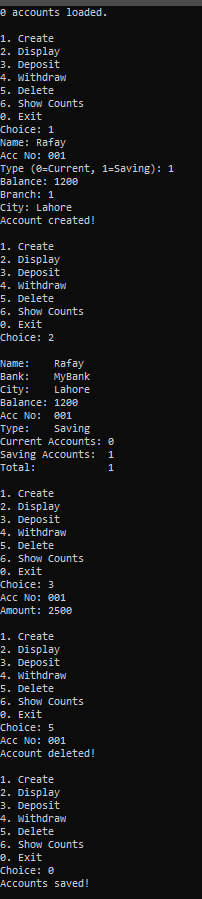 0 accounts loaded.
1. Create
2. Display
3. Deposit
4. Withdraw
5. Delete
6. Show Counts
0. Exit
Choice: 1
Name: Rafay
Acc No: 001
Type (0=Current, 1=Saving): 1
Balance: 1200
Branch: 1
City: Lahore
Account created!
1. Create
2. Display
3. Deposit
4. Withdraw
5. Delete
6. Show Counts
0. Exit
Choice: 2
Name:    Rafay
Bank:    MyBank
City:    Lahore
Balance: 1200
Acc No:  001
Type:    Saving
Current Accounts: 0
Saving Accounts:  1
Total:            1
1. Create
2. Display
3. Deposit
4. Withdraw
5. Delete
6. Show Counts
0. Exit
Choice: 3
Acc No: 001
Amount: 2500
1. Create
2. Display
3. Deposit
4. Withdraw
5. Delete
6. Show Counts
0. Exit
Choice: 5
Acc No: 001
Account deleted!
1. Create
2. Display
3. Deposit
4. Withdraw
5. Delete
6. Show Counts
0. Exit
Choice: 0
Accounts saved!